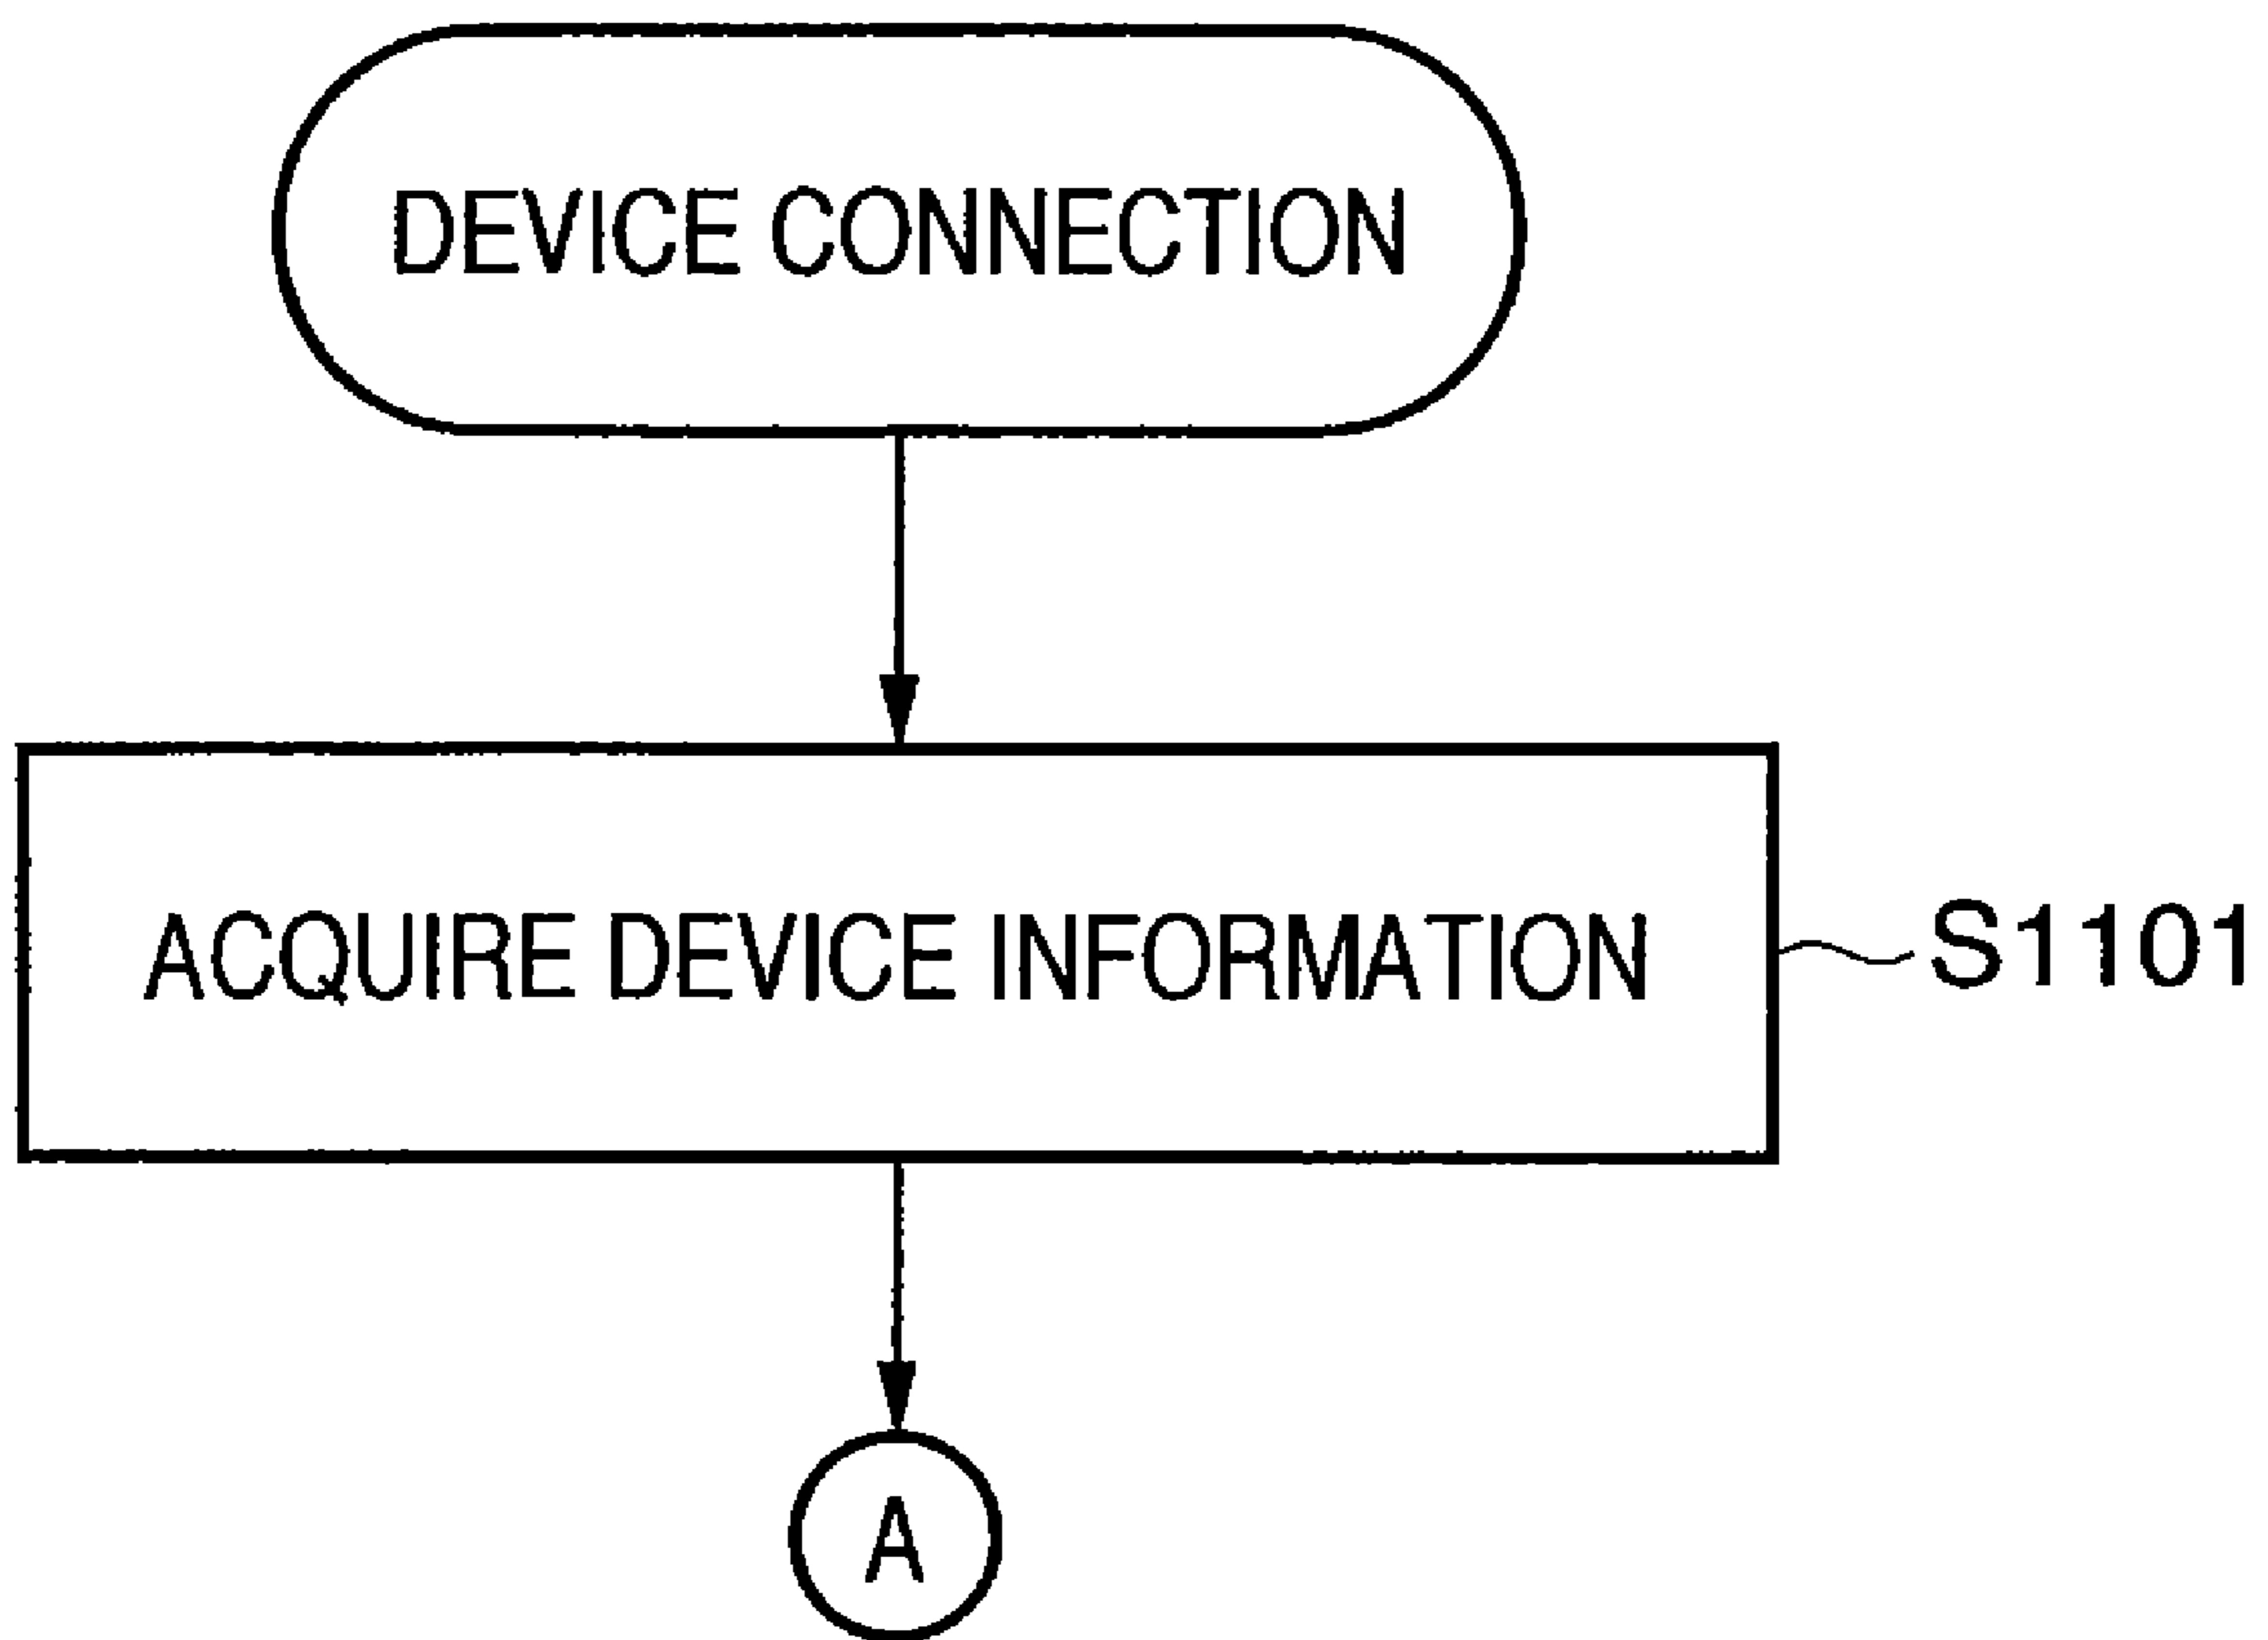 DEVICE CONNECTION
ACQUIRE DEVICE INFORMATION
S1101
A